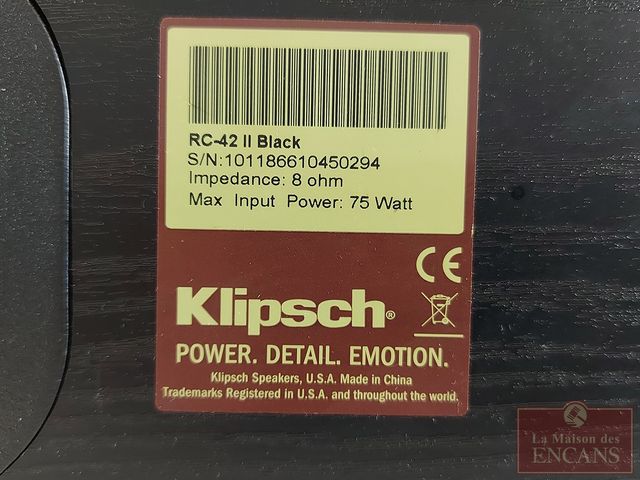 RC-42 II Black
S/N:101186610450294
Impedance: 8 ohm
Max Input Power: 75 Watt
CE
Klipsch®
POWER. DETAIL. EMOTION.
Klipsch Speakers, U.S.A. Made in China
Trademarks Registered in U.S.A. and throughout the world.
La Maison des
ENCANS